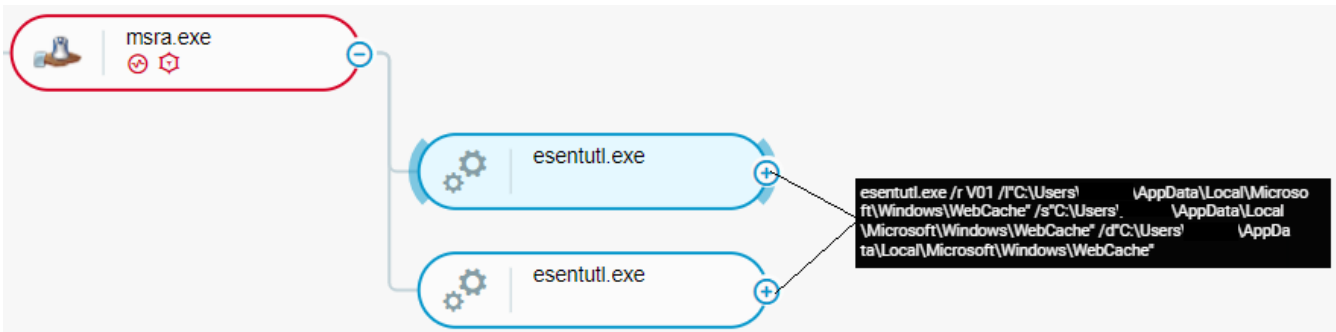 msra.exe
esentutl.exe
esentutl.exe /r V01 /l"C:\Users\ \AppData\Local\Microso
ft\Windows\WebCache" /s"C:\Users\ \AppData\Local
\Microsoft\Windows\WebCache" /d"C:\Users\ \AppDa
ta\Local\Microsoft\Windows\WebCache"
esentutl.exe